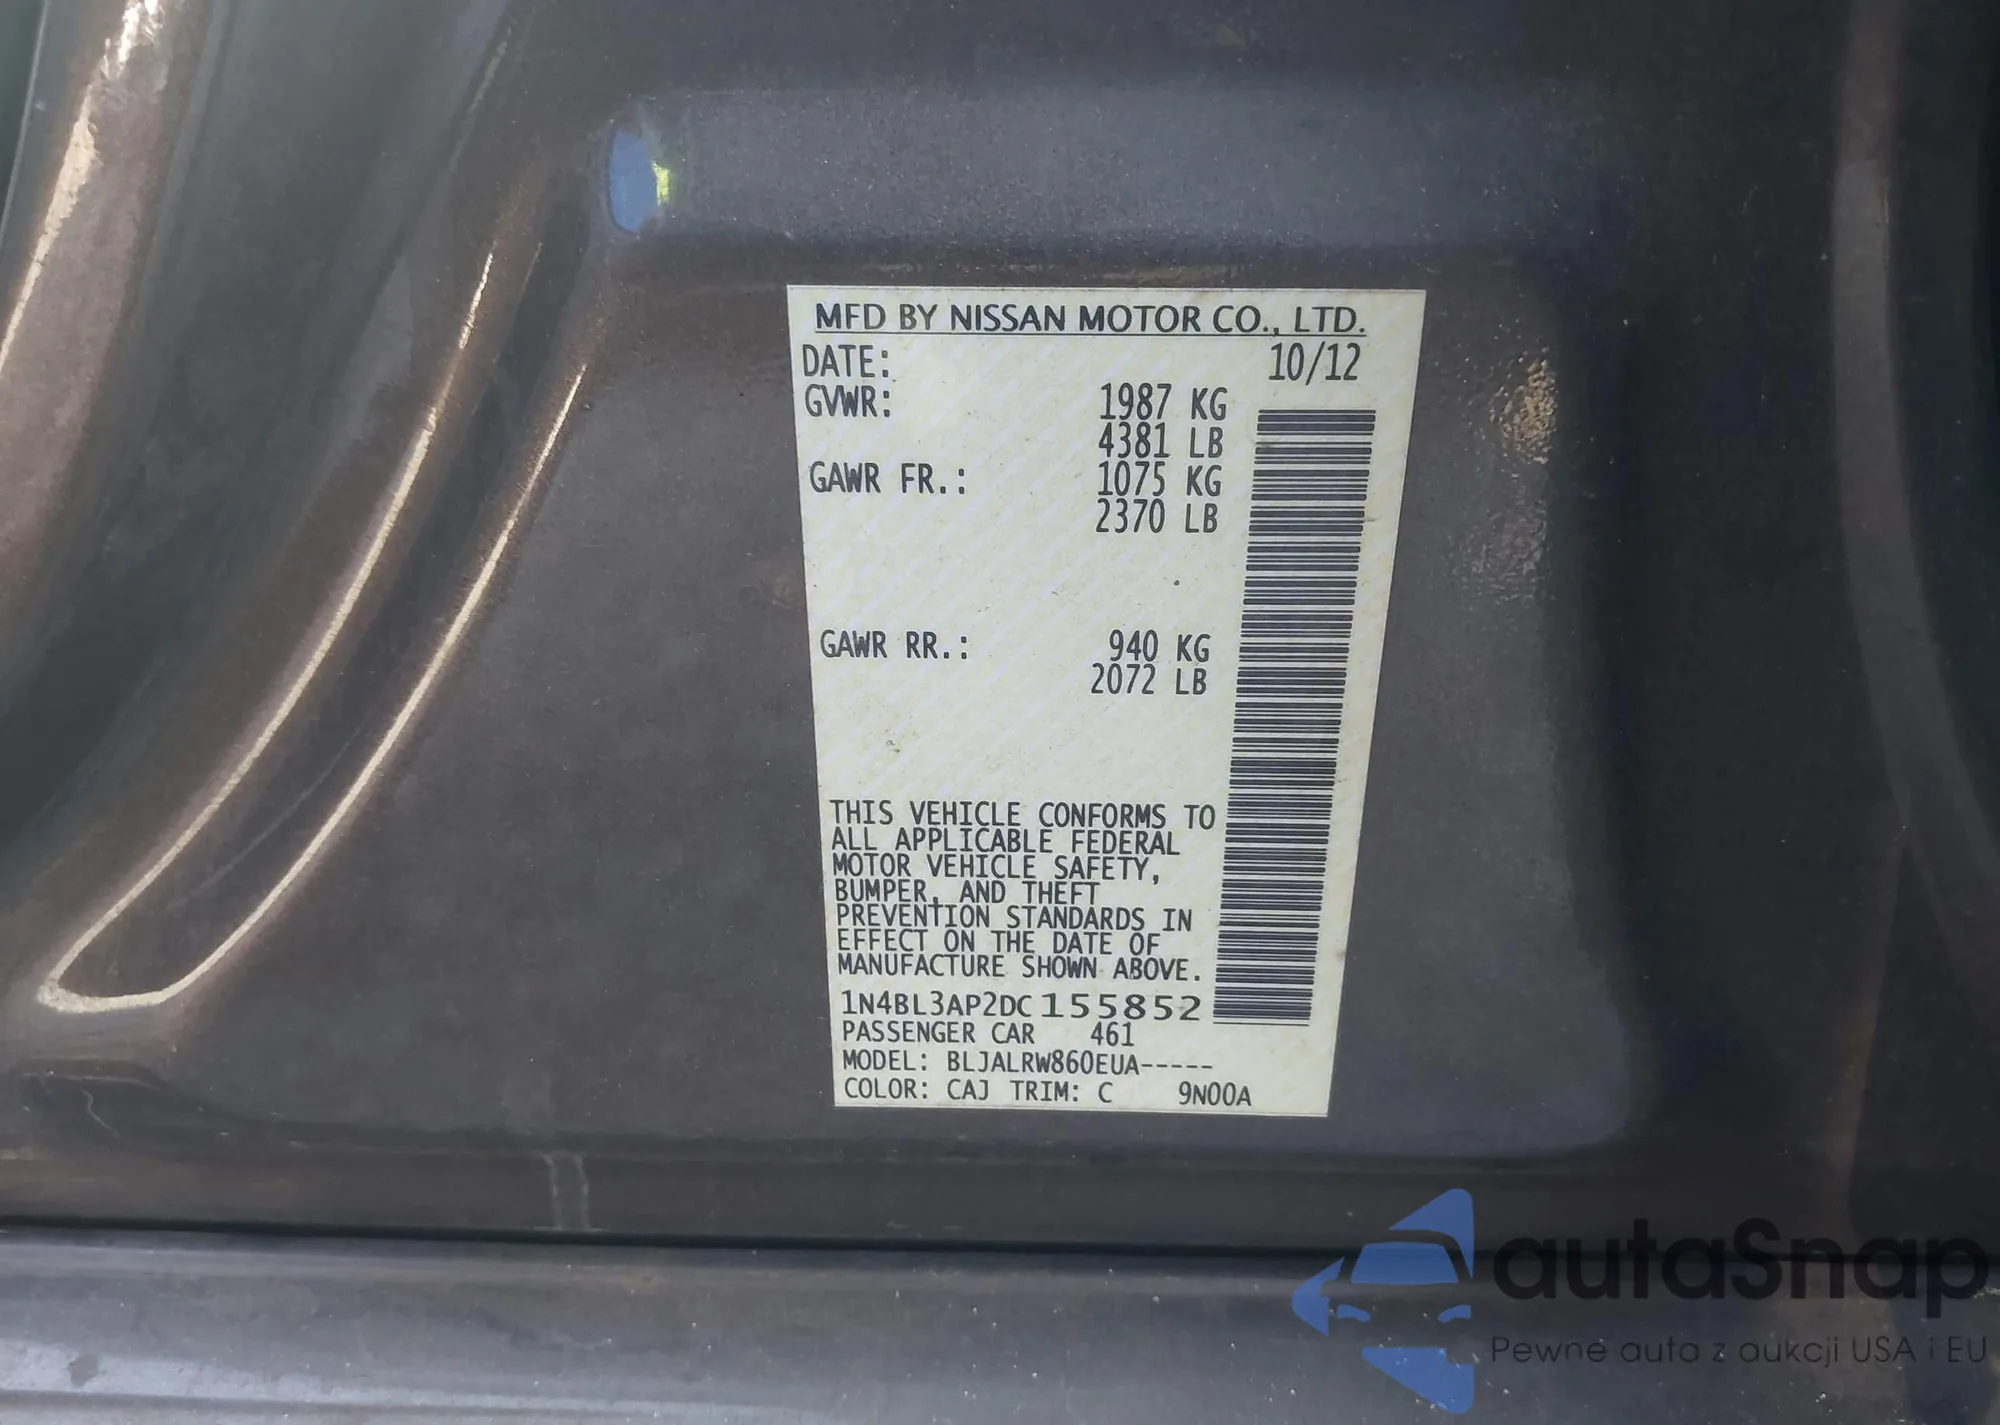 MFD BY NISSAN MOTOR CO., LTD.
DATE: 10/12
GVWR: 1987 KG
4381 LB
GAWR FR.: 1075 KG
2370 LB
GAWR RR.: 940 KG
2072 LB
THIS VEHICLE CONFORMS TO
ALL APPLICABLE FEDERAL
MOTOR VEHICLE SAFETY,
BUMPER, AND THEFT
PREVENTION STANDARDS IN
EFFECT ON THE DATE OF
MANUFACTURE SHOWN ABOVE.
1N4BL3AP2DC155852
PASSENGER CAR 461
MODEL: BLJALRW860EUA-----
COLOR: CAJ TRIM: C 9N00A
autaSnap
Pewne auta z aukcji USA i EU